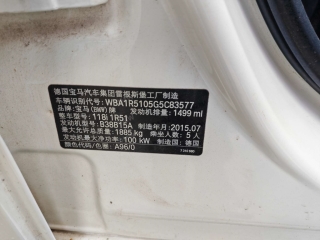 德国宝马汽车集团雷根斯堡工厂制造
车辆识别代号: WBA1R5105G5C83577
品牌: 宝马(BMW)牌 发动机排量: 1499 ml
整车型号: 118i 1R51
发动机型号: B38B15A 制造年月: 2015.07
最大允许总质量: 1885 kg 乘坐人数: 5 人
发动机最大净功率: 100 kW 制造国: 德国
颜色代码/色差: A96/0